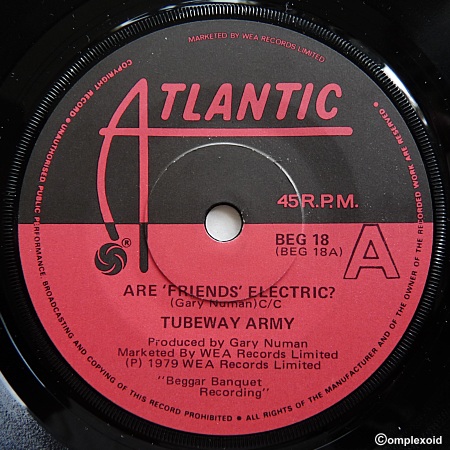 MARKETED BY WEA RECORDS LIMITED
ATLANTIC
45 R.P.M.
BEG 18
(BEG 18A)
A
®
ARE 'FRIENDS' ELECTRIC?
(Gary Numan) C/C
TUBEWAY ARMY
Produced by Gary Numan
Marketed By WEA Records Limited
(P) 1979 WEA Records Limited
"Beggar Banquet
Recording"
COPYRIGHT RECORD • UNAUTHORISED PUBLIC PERFORMANCE BROADCASTING AND COPYING OF THIS RECORD PROHIBITED • ALL RIGHTS OF THE MANUFACTURER AND OF THE OWNER OF THE RECORDED WORK ARE RESERVED
©omplexoid